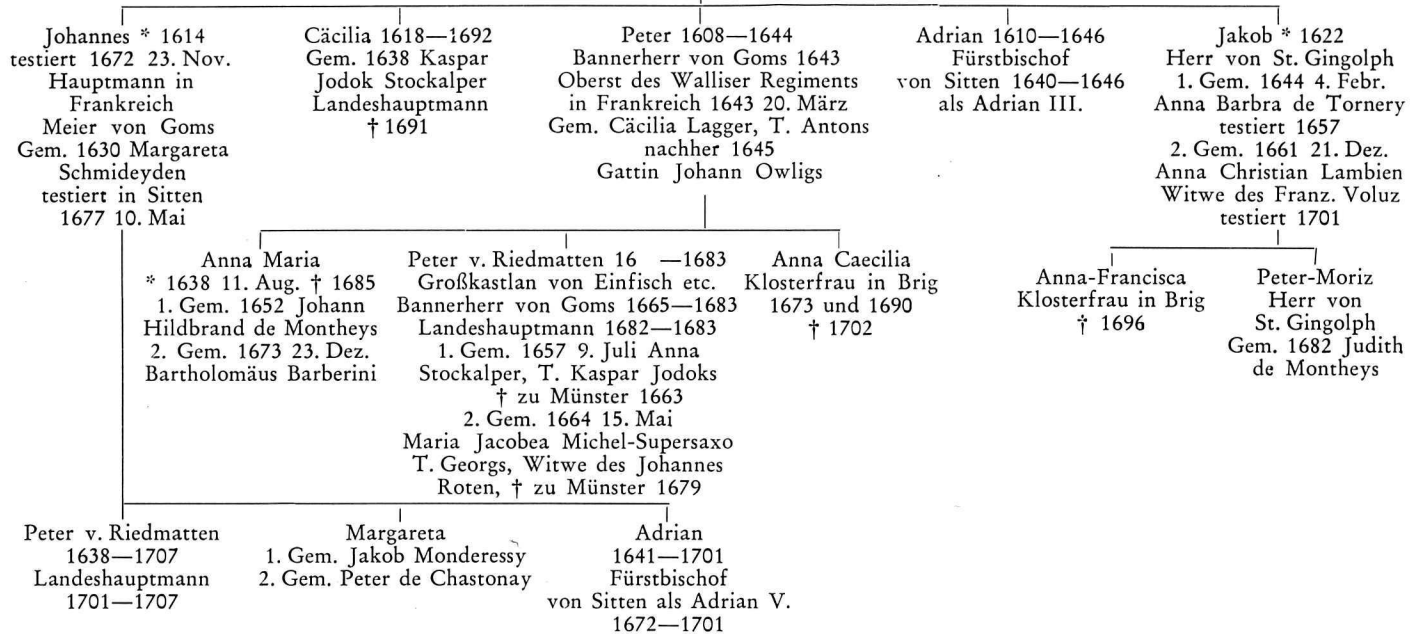 Johannes * 1614
testiert 1672 23. Nov.
Hauptmann in
Frankreich
Meier von Goms
Gem. 1630 Margareta
Schmideyden
testiert in Sitten
1677 10. Mai
Cäcilia 1618—1692
Gem. 1638 Kaspar
Jodok Stockalper
Landeshauptmann
† 1691
Peter 1608—1644
Bannerherr von Goms 1643
Oberst des Walliser Regiments
in Frankreich 1643 20. März
Gem. Cäcilia Lagger, T. Antons
nachher 1645
Gattin Johann Owligs
Adrian 1610—1646
Fürstbischof
von Sitten 1640—1646
als Adrian III.
Jakob * 1622
Herr von St. Gingolph
1. Gem. 1644 4. Febr.
Anna Barbra de Tornery
testiert 1657
2. Gem. 1661 21. Dez.
Anna Christian Lambien
Witwe des Franz. Voluz
testiert 1701
Anna Maria
* 1638 11. Aug. † 1685
1. Gem. 1652 Johann
Hildbrand de Montheys
2. Gem. 1673 23. Dez.
Bartholomäus Barberini
Peter v. Riedmatten 16 —1683
Großkastlan von Einfisch etc.
Bannerherr von Goms 1665—1683
Landeshauptmann 1682—1683
1. Gem. 1657 9. Juli Anna
Stockalper, T. Kaspar Jodoks
† zu Münster 1663
2. Gem. 1664 15. Mai
Maria Jacobea Michel-Supersaxo
T. Georgs, Witwe des Johannes
Roten, † zu Münster 1679
Anna Caecilia
Klosterfrau in Brig
1673 und 1690
† 1702
Anna-Francisca
Klosterfrau in Brig
† 1696
Peter-Moriz
Herr von
St. Gingolph
Gem. 1682 Judith
de Montheys
Peter v. Riedmatten
1638—1707
Landeshauptmann
1701—1707
Margareta
1. Gem. Jakob Monderessy
2. Gem. Peter de Chastonay
Adrian
1641—1701
Fürstbischof
von Sitten als Adrian V.
1672—1701